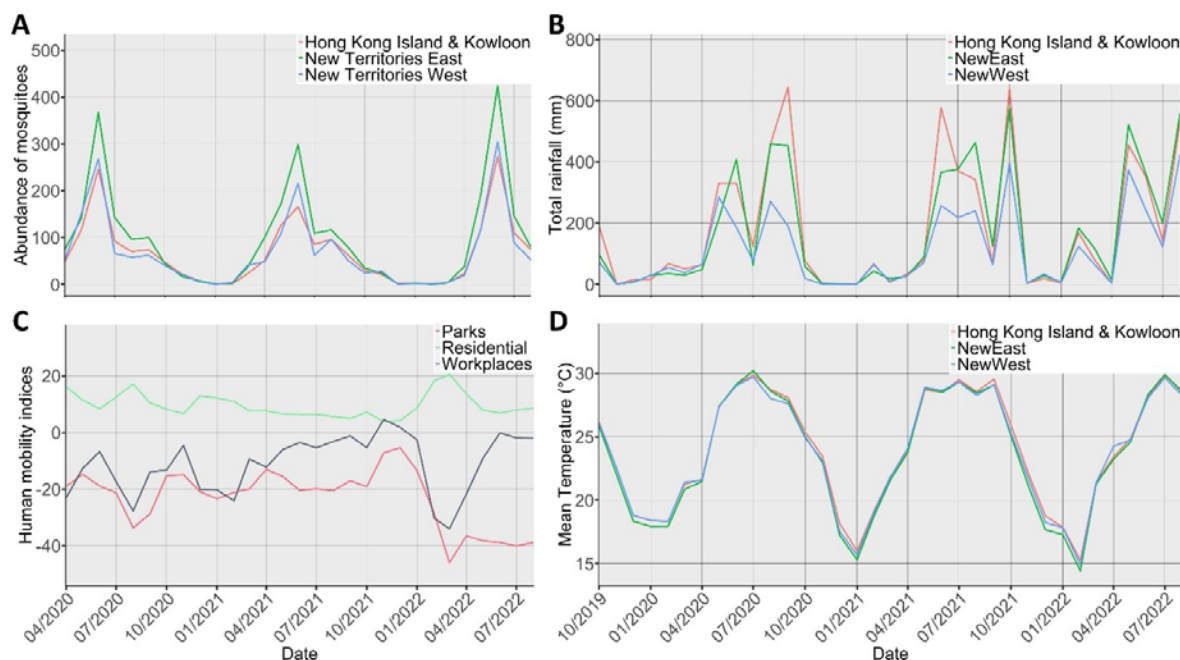 A
Hong Kong Island & Kowloon
New Territories East
New Territories West
500
400
300
200
100
0
Abundance of mosquitoes
B
Hong Kong Island & Kowloon
NewEast
NewWest
800
600
400
200
0
Total rainfall (mm)
C
Parks
Residential
Workplaces
20
0
-20
-40
Human mobility indices
04/2020
07/2020
10/2020
01/2021
04/2021
07/2021
10/2021
01/2022
04/2022
07/2022
Date
D
Hong Kong Island & Kowloon
NewEast
NewWest
30
25
20
15
Mean Temperature (°C)
10/2019
01/2020
04/2020
07/2020
10/2020
01/2021
04/2021
07/2021
10/2021
01/2022
04/2022
07/2022
Date